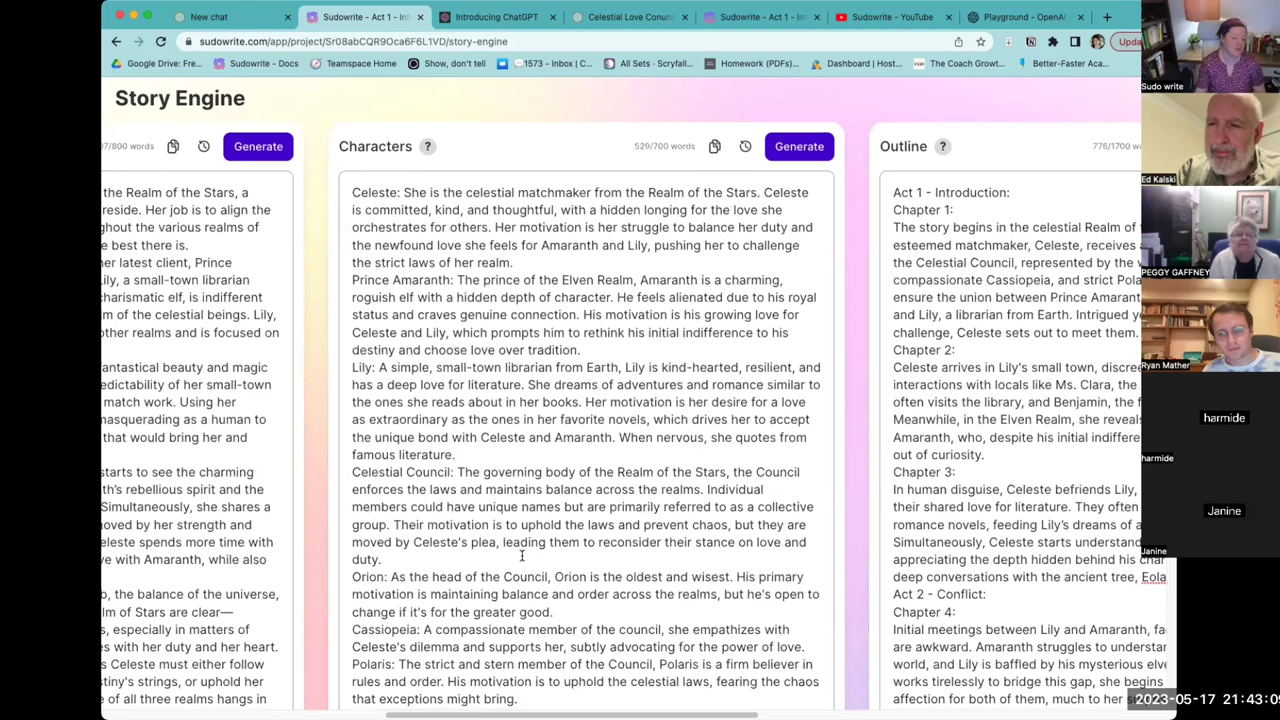 New chat
Sudowrite - Act 1 - Int
Introducing ChatGPT
Celestial Love Conun
Sudowrite - Act 1 - Int
Sudowrite - YouTube
Playground - OpenAI
sudowrite.com/app/project/Sr08abCQR9Oca6F6L1VD/story-engine
Upda
Google Drive: Fre...
Sudowrite - Docs
Teamspace Home
Show, don't tell
1573 - Inbox | C...
All Sets · Scryfall...
Homework (PDFs)...
Dashboard | Host...
The Coach Growt...
Better-Faster Aca...
Story Engine
07/800 words
Generate
the Realm of the Stars, a
reside. Her job is to align the
ghout the various realms of
e best there is.
her latest client, Prince
ily, a small-town librarian
charismatic elf, is indifferent
m of the celestial beings. Lily,
other realms and is focused on
antastical beauty and magic
edictability of her small-town
match work. Using her
masquerading as a human to
that would bring her and
starts to see the charming
th's rebellious spirit and the
Simultaneously, she shares a
moved by her strength and
eleste spends more time with
ve with Amaranth, while also
b, the balance of the universe,
lm of Stars are clear—
s, especially in matters of
es with her duty and her heart.
s Celeste must either follow
stiny's strings, or uphold her
e of all three realms hangs in
Characters ?
529/700 words
Generate
Celeste: She is the celestial matchmaker from the Realm of the Stars. Celeste
is committed, kind, and thoughtful, with a hidden longing for the love she
orchestrates for others. Her motivation is her struggle to balance her duty and
the newfound love she feels for Amaranth and Lily, pushing her to challenge
the strict laws of her realm.
Prince Amaranth: The prince of the Elven Realm, Amaranth is a charming,
roguish elf with a hidden depth of character. He feels alienated due to his royal
status and craves genuine connection. His motivation is his growing love for
Celeste and Lily, which prompts him to rethink his initial indifference to his
destiny and choose love over tradition.
Lily: A simple, small-town librarian from Earth, Lily is kind-hearted, resilient, and
has a deep love for literature. She dreams of adventures and romance similar to
the ones she reads about in her books. Her motivation is her desire for a love
as extraordinary as the ones in her favorite novels, which drives her to accept
the unique bond with Celeste and Amaranth. When nervous, she quotes from
famous literature.
Celestial Council: The governing body of the Realm of the Stars, the Council
enforces the laws and maintains balance across the realms. Individual
members could have unique names but are primarily referred to as a collective
group. Their motivation is to uphold the laws and prevent chaos, but they are
moved by Celeste's plea, leading them to reconsider their stance on love and
duty.
Orion: As the head of the Council, Orion is the oldest and wisest. His primary
motivation is maintaining balance and order across the realms, but he's open to
change if it's for the greater good.
Cassiopeia: A compassionate member of the council, she empathizes with
Celeste's dilemma and supports her, subtly advocating for the power of love.
Polaris: The strict and stern member of the Council, Polaris is a firm believer in
rules and order. His motivation is to uphold the celestial laws, fearing the chaos
that exceptions might bring.
Outline ?
776/1700 wo
Act 1 - Introduction:
Chapter 1:
The story begins in the celestial Realm of
esteemed matchmaker, Celeste, receives a
the Celestial Council, represented by the w
compassionate Cassiopeia, and strict Pola
ensure the union between Prince Amarant
and Lily, a librarian from Earth. Intrigued y
challenge, Celeste sets out to meet them.
Chapter 2:
Celeste arrives in Lily's small town, discre
interactions with locals like Ms. Clara, the
often visits the library, and Benjamin, the f
Meanwhile, in the Elven Realm, she reveals
Amaranth, who, despite his initial indiffere
out of curiosity.
Chapter 3:
In human disguise, Celeste befriends Lily,
their shared love for literature. They often
romance novels, feeding Lily's dreams of a
Simultaneously, Celeste starts understand
appreciating the depth hidden behind his char
deep conversations with the ancient tree, Eola
Act 2 - Conflict:
Chapter 4:
Initial meetings between Lily and Amaranth, fa
are awkward. Amaranth struggles to understan
world, and Lily is baffled by his mysterious elve
works tirelessly to bridge this gap, she begins
affection for both of them, much to her s
Sudo write
Ed Kalski
PEGGY GAFFNEY
Ryan Mather
harmide
harmide
Janine
Janine
2023-05-17 21:43:09